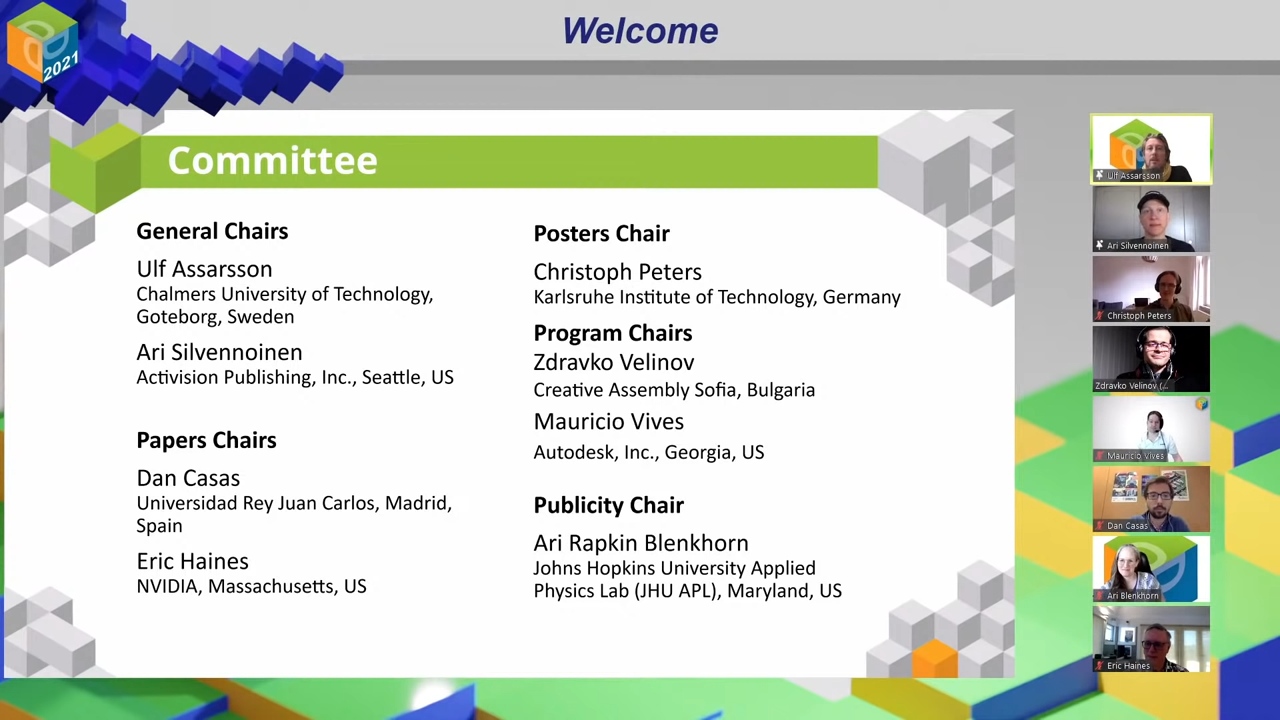 Welcome
2021
Committee
General Chairs
Ulf Assarsson
Chalmers University of Technology,
Goteborg, Sweden
Ari Silvennoinen
Activision Publishing, Inc., Seattle, US
Papers Chairs
Dan Casas
Universidad Rey Juan Carlos, Madrid,
Spain
Eric Haines
NVIDIA, Massachusetts, US
Posters Chair
Christoph Peters
Karlsruhe Institute of Technology, Germany
Program Chairs
Zdravko Velinov
Creative Assembly Sofia, Bulgaria
Mauricio Vives
Autodesk, Inc., Georgia, US
Publicity Chair
Ari Rapkin Blenkhorn
Johns Hopkins University Applied
Physics Lab (JHU APL), Maryland, US
Ulf Assarsson
Ari Silvennoinen
Christoph Peters
Zdravko Velinov (...
Mauricio Vives
Dan Casas
Ari Blenkhorn
Eric Haines